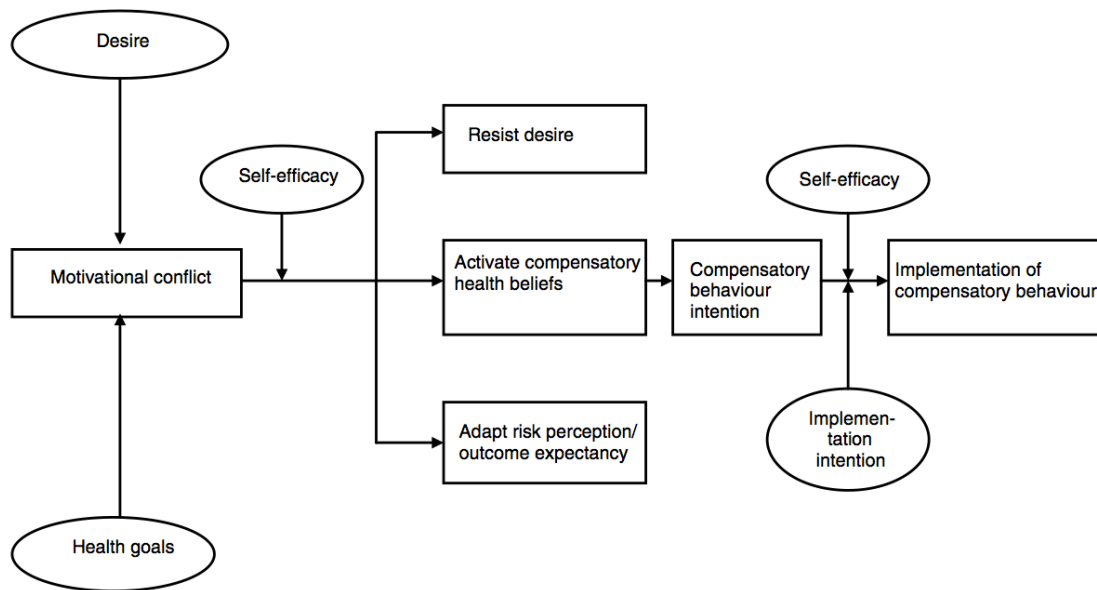 Desire
Resist desire
Self-efficacy
Self-efficacy
Motivational conflict
Activate compensatory
health beliefs
Compensatory
behaviour
intention
Implementation of
compensatory behaviour
Adapt risk perception/
outcome expectancy
Implemen-
tation
intention
Health goals